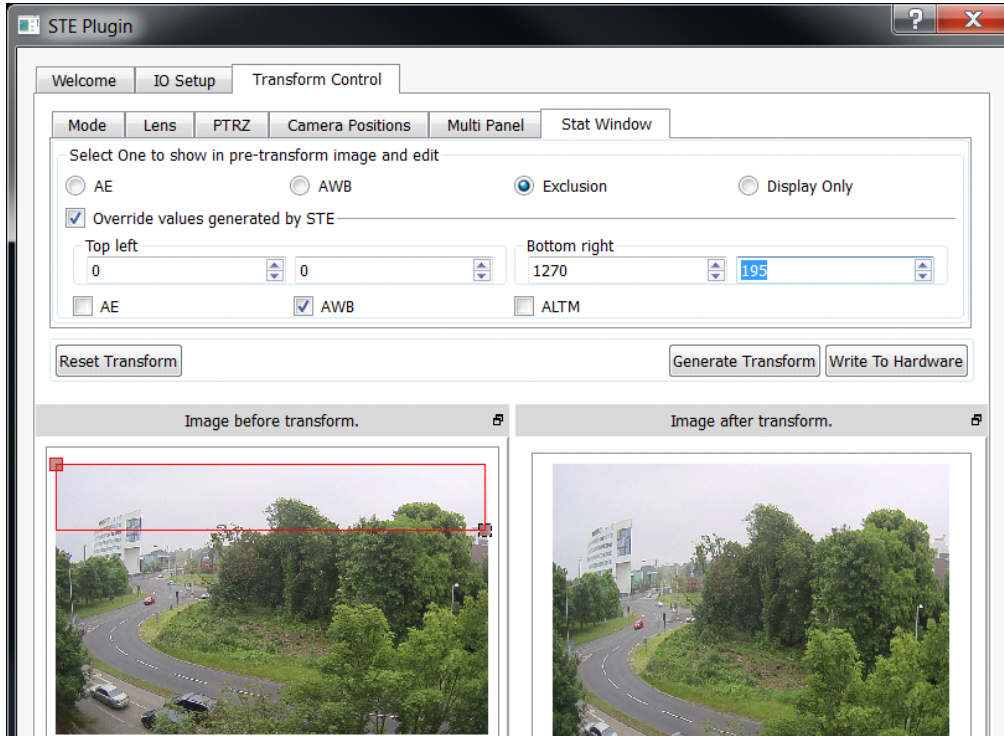 STE Plugin
? X
Welcome IO Setup Transform Control
Mode Lens PTRZ Camera Positions Multi Panel Stat Window
Select One to show in pre-transform image and edit
AE AWB Exclusion Display Only
Override values generated by STE
Top left Bottom right
0 0 1270 195
AE AWB ALTM
Reset Transform Generate Transform Write To Hardware
Image before transform. Image after transform.